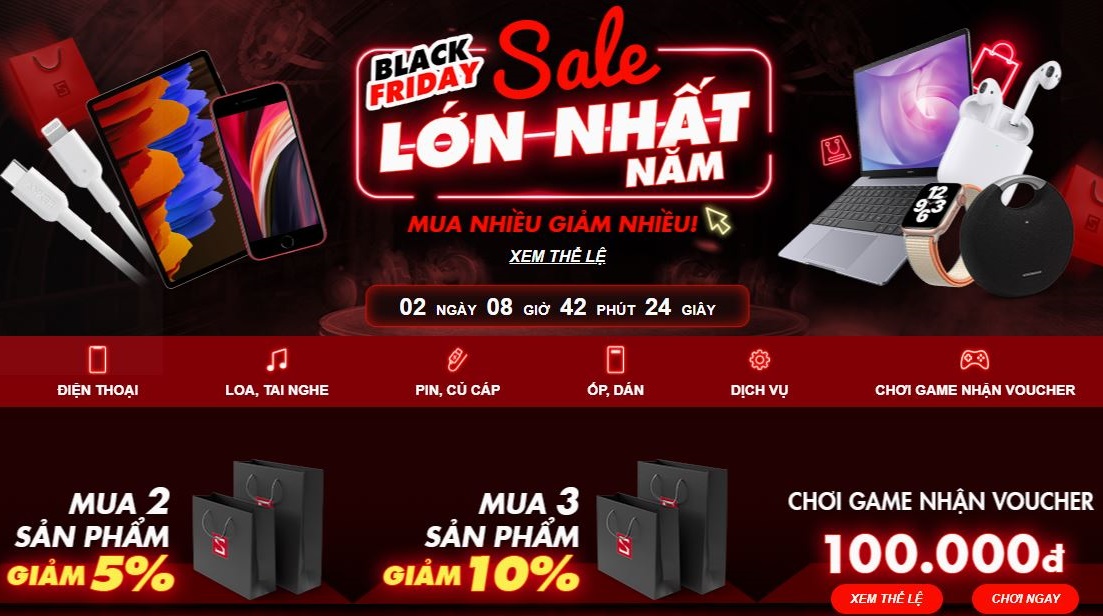 BLACK
FRIDAY
Sale
LỚN NHẤT
NĂM
MUA NHIỀU GIẢM NHIỀU!
XEM THỂ LỆ
02 NGÀY 08 GIỜ 42 PHÚT 24 GIÂY
ĐIỆN THOẠI
LOA, TAI NGHE
PIN, CỦ CÁP
ỐP, DÁN
DỊCH VỤ
CHƠI GAME NHẬN VOUCHER
MUA 2
SẢN PHẨM
GIẢM 5%
MUA 3
SẢN PHẨM
GIẢM 10%
CHƠI GAME NHẬN VOUCHER
100.000đ
XEM THỂ LỆ
CHƠI NGAY